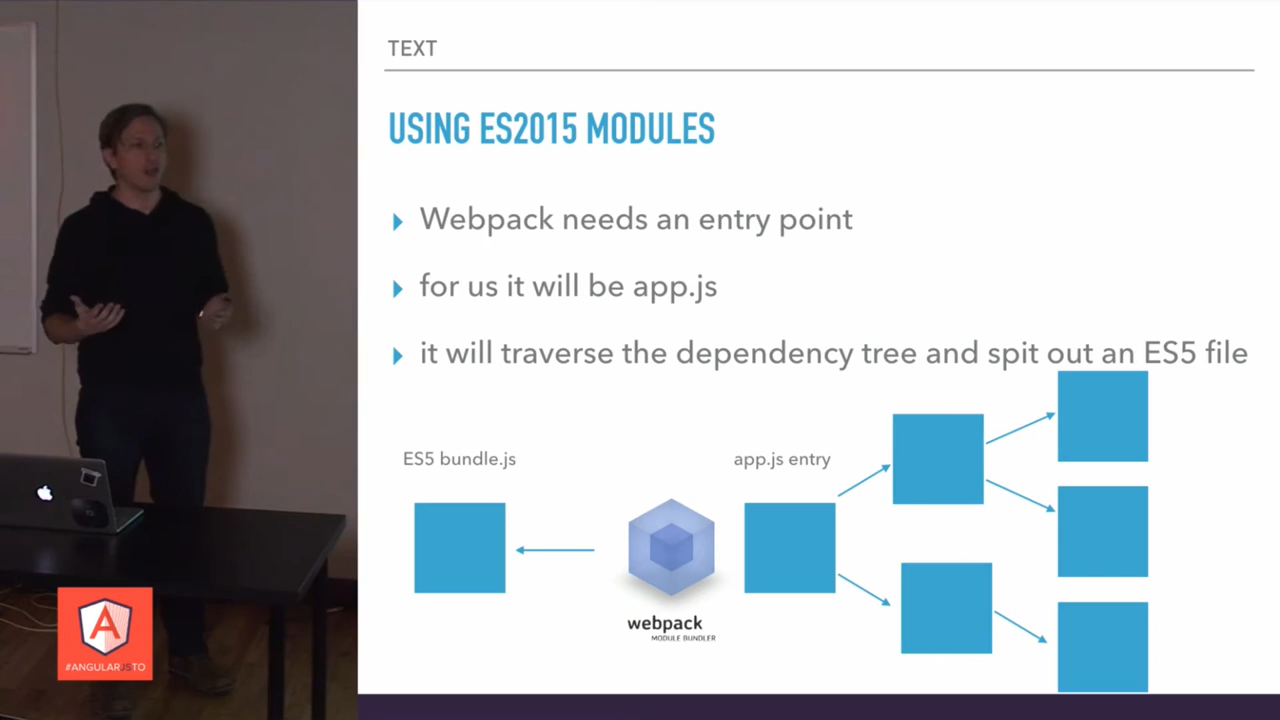 TEXT
USING ES2015 MODULES
Webpack needs an entry point
for us it will be app.js
it will traverse the dependency tree and spit out an ES5 file
ES5 bundle.js
app.js entry
webpack
MODULE BUNDLER
#ANGULARJSTO